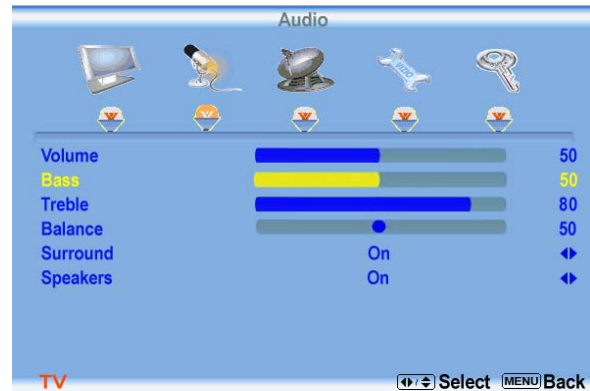 Audio
Volume 50
Bass 50
Treble 80
Balance 50
Surround On
Speakers On
TV Select MENU Back